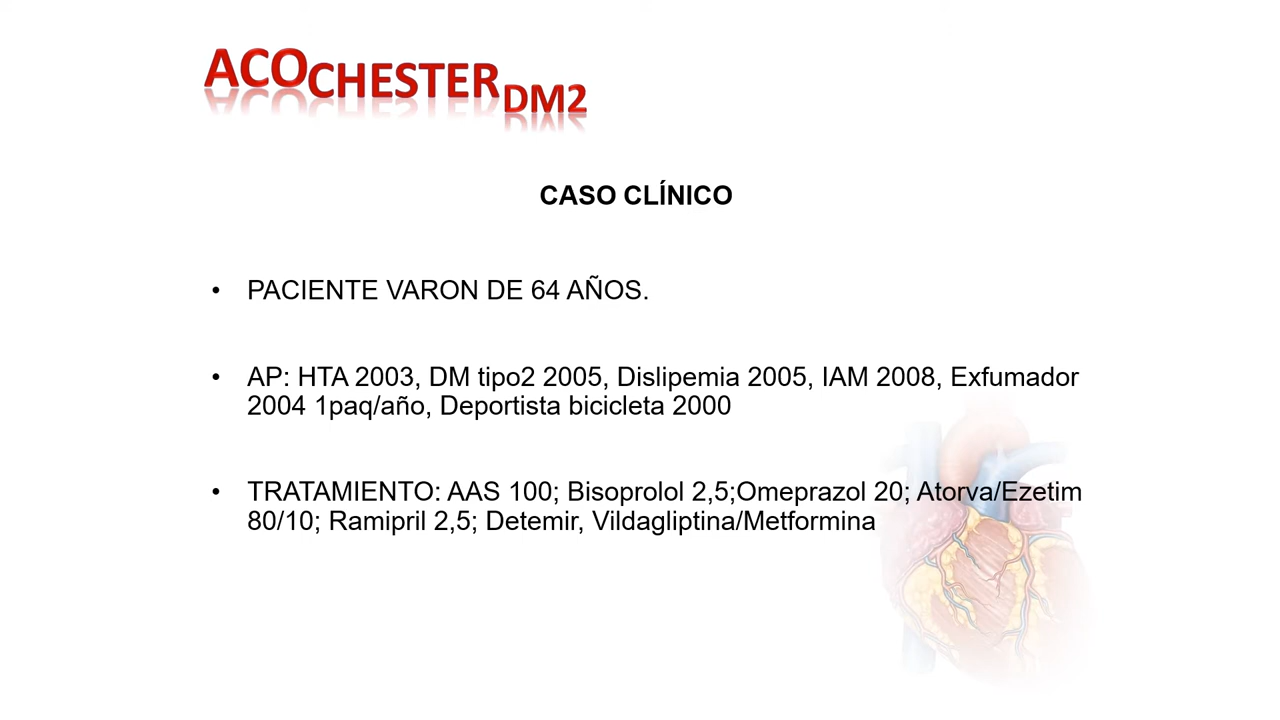 ACOCHESTERDM2
CASO CLÍNICO
• PACIENTE VARON DE 64 AÑOS.
• AP: HTA 2003, DM tipo2 2005, Dislipemia 2005, IAM 2008, Exfumador
2004 1paq/año, Deportista bicicleta 2000
• TRATAMIENTO: AAS 100; Bisoprolol 2,5;Omeprazol 20; Atorva/Ezetim
80/10; Ramipril 2,5; Detemir, Vildagliptina/Metformina